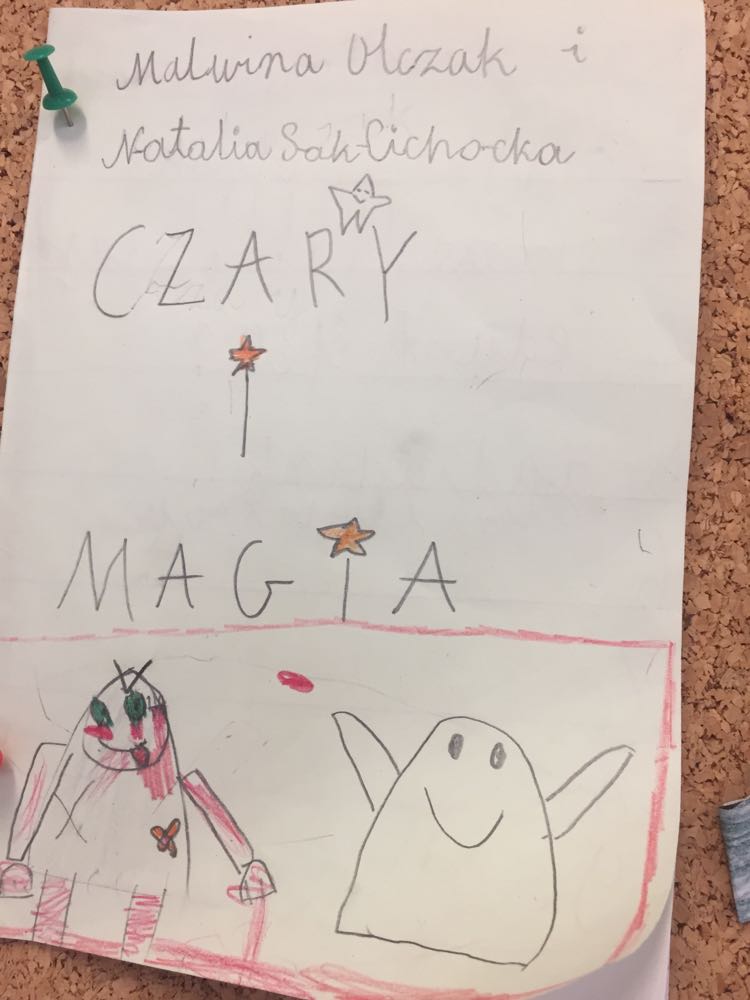 Malwina Olczak i
Natalia Sak-Cichocka
CZARY
I
MAGIA